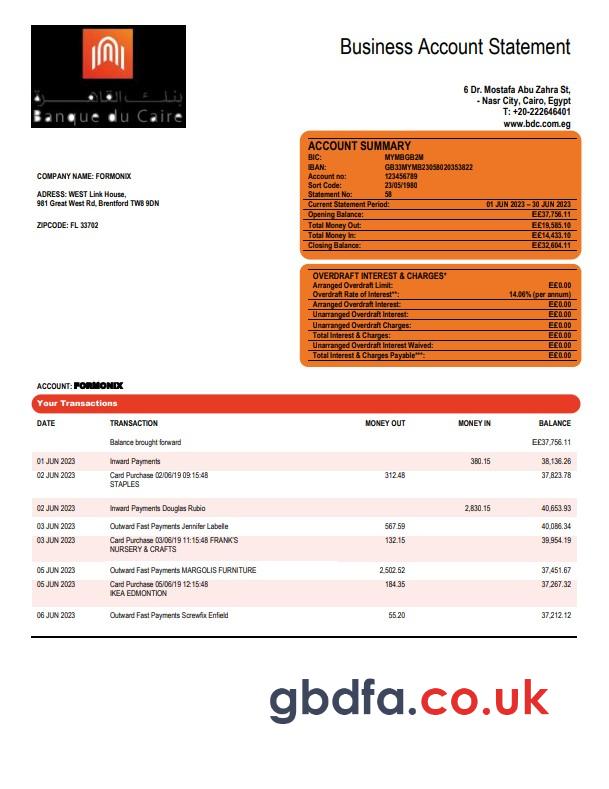 بنك القاهرة
Banque du Caire
Business Account Statement
6 Dr. Mostafa Abu Zahra St,
- Nasr City, Cairo, Egypt
T: +20-222646401
www.bdc.com.eg
COMPANY NAME: FORMONIX
ADRESS: WEST Link House,
981 Great West Rd, Brentford TW8 9DN
ZIPCODE: FL 33702
ACCOUNT SUMMARY
BIC: MYMBGB2M
IBAN: GB33MYMB23058020353822
Account no: 123456789
Sort Code: 23/05/1980
Statement No: 58
Current Statement Period: 01 JUN 2023 – 30 JUN 2023
Opening Balance: E£37,756.11
Total Money Out: E£19,585.10
Total Money In: E£14,433.10
Closing Balance: E£32,604.11
OVERDRAFT INTEREST & CHARGES*
Arranged Overdraft Limit: E£0.00
Overdraft Rate of Interest**: 14.06% (per annum)
Arranged Overdraft Interest: E£0.00
Unarranged Overdraft Interest: E£0.00
Unarranged Overdraft Charges: E£0.00
Total Interest & Charges: E£0.00
Unarranged Overdraft Interest Waived: E£0.00
Total Interest & Charges Payable***: E£0.00
ACCOUNT: FORMONIX
Your Transactions
DATE TRANSACTION MONEY OUT MONEY IN BALANCE
Balance brought forward E£37,756.11
01 JUN 2023 Inward Payments 380.15 38,136.26
02 JUN 2023 Card Purchase 02/06/19 09:15:48 312.48 37,823.78
STAPLES
02 JUN 2023 Inward Payments Douglas Rubio 2,830.15 40,653.93
03 JUN 2023 Outward Fast Payments Jennifer Labelle 567.59 40,086.34
03 JUN 2023 Card Purchase 03/06/19 11:15:48 FRANK'S 132.15 39,954.19
NURSERY & CRAFTS
05 JUN 2023 Outward Fast Payments MARGOLIS FURNITURE 2,502.52 37,451.67
05 JUN 2023 Card Purchase 05/06/19 12:15:48 184.35 37,267.32
IKEA EDMONTION
06 JUN 2023 Outward Fast Payments Screwfix Enfield 55.20 37,212.12
gbdfa.co.uk